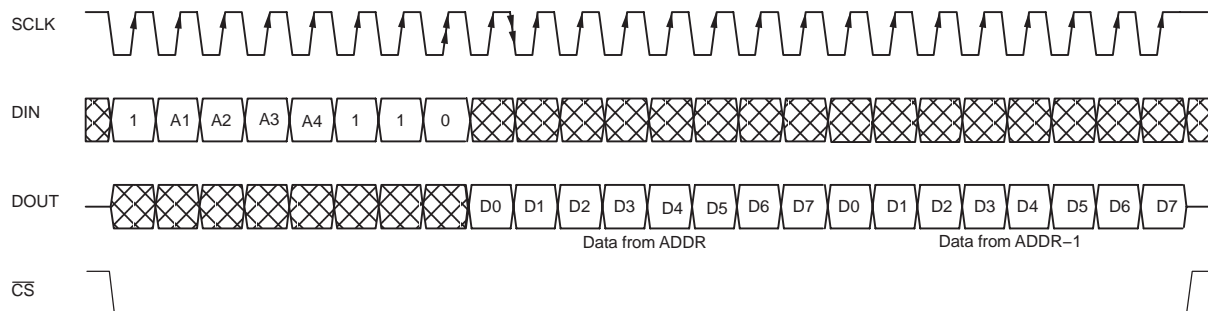 SCLK
DIN 1 A1 A2 A3 A4 1 1 0
DOUT D0 D1 D2 D3 D4 D5 D6 D7 D0 D1 D2 D3 D4 D5 D6 D7
Data from ADDR Data from ADDR−1
CS